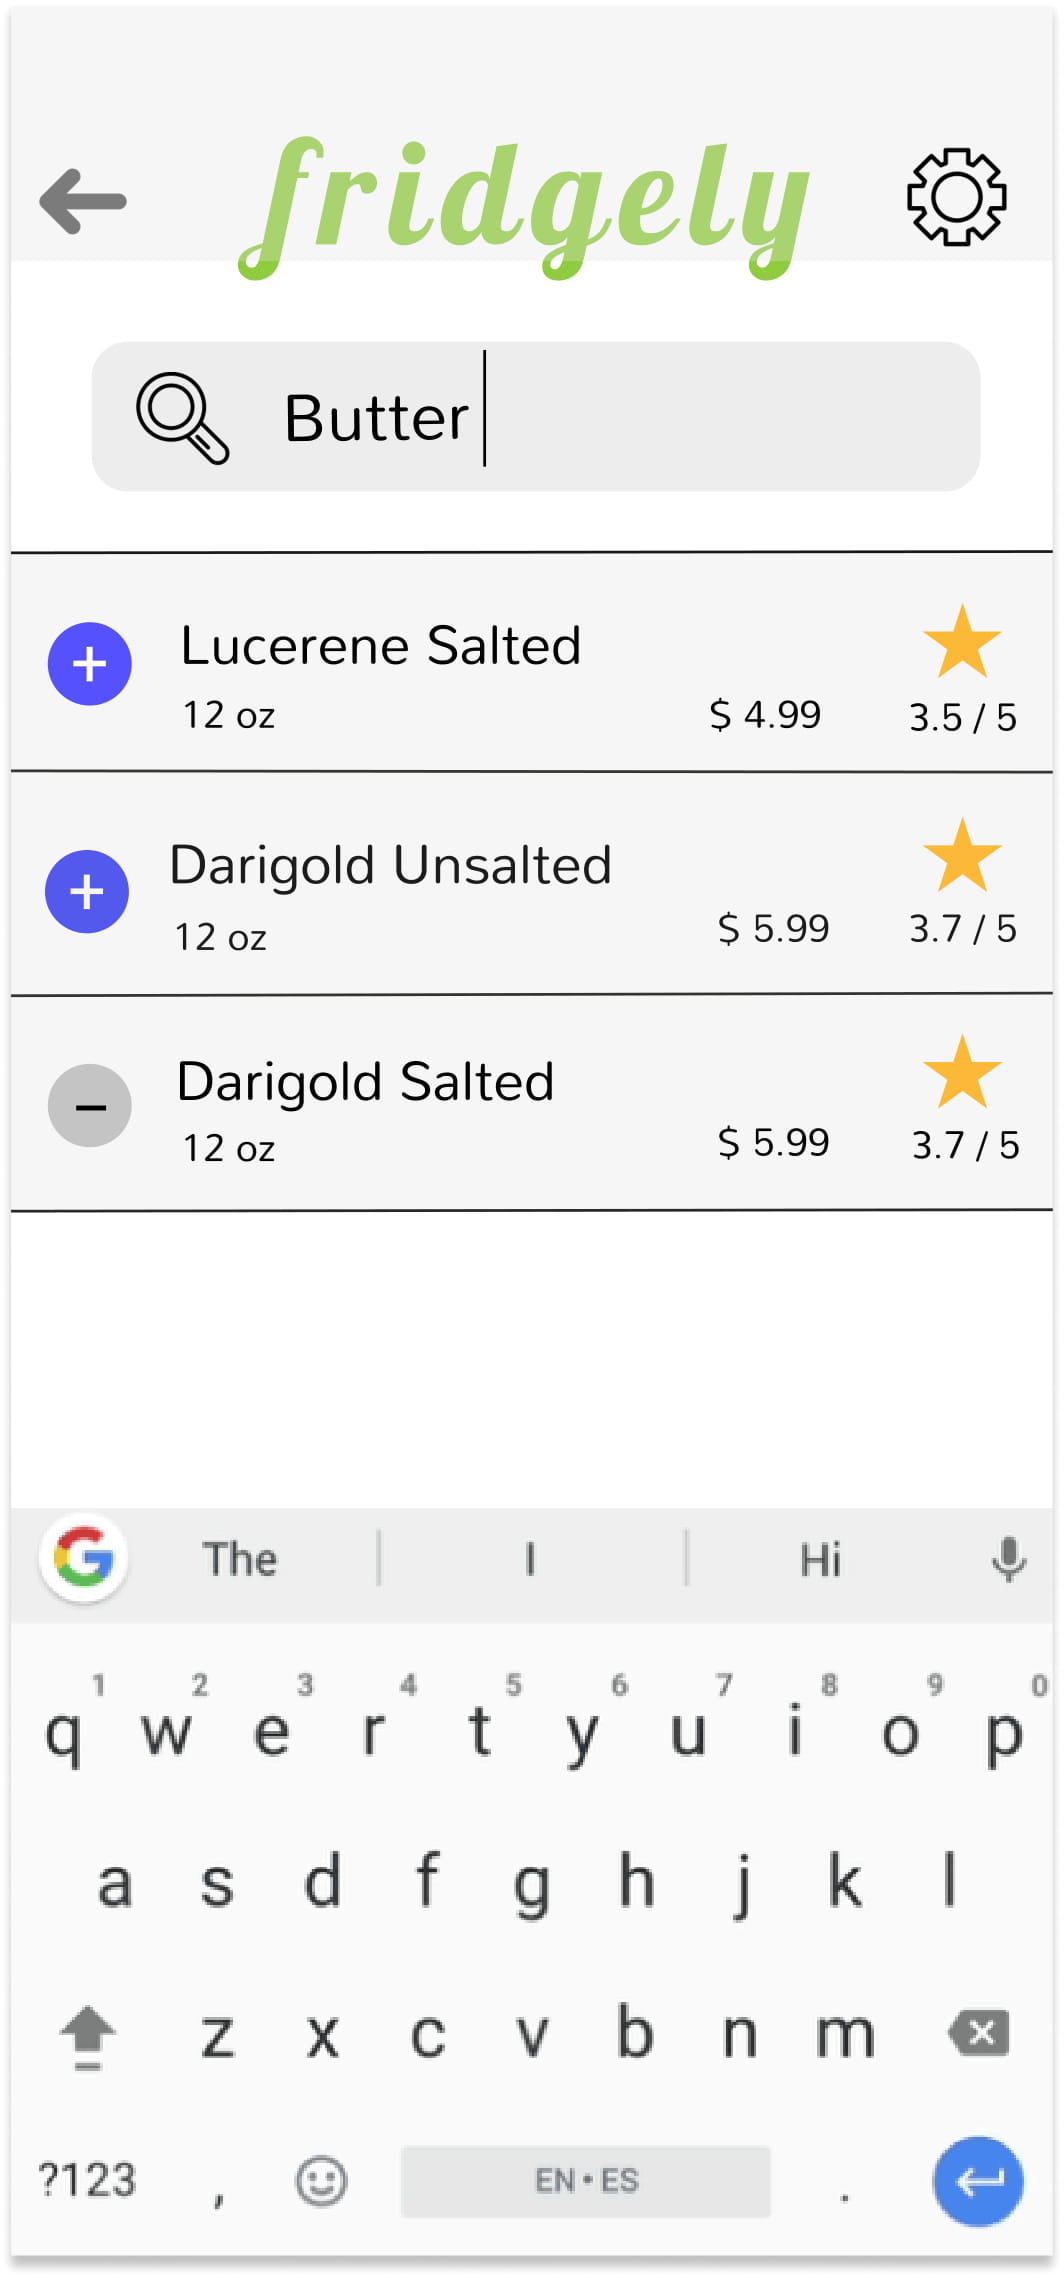 fridgely
Butter
Lucerene Salted
12 oz
$ 4.99
3.5 / 5
Darigold Unsalted
12 oz
$ 5.99
3.7 / 5
Darigold Salted
12 oz
$ 5.99
3.7 / 5
G The I Hi
1 2 3 4 5 6 7 8 9 0
q w e r t y u i o p
a s d f g h j k l
z x c v b n m
?123 , EN • ES .